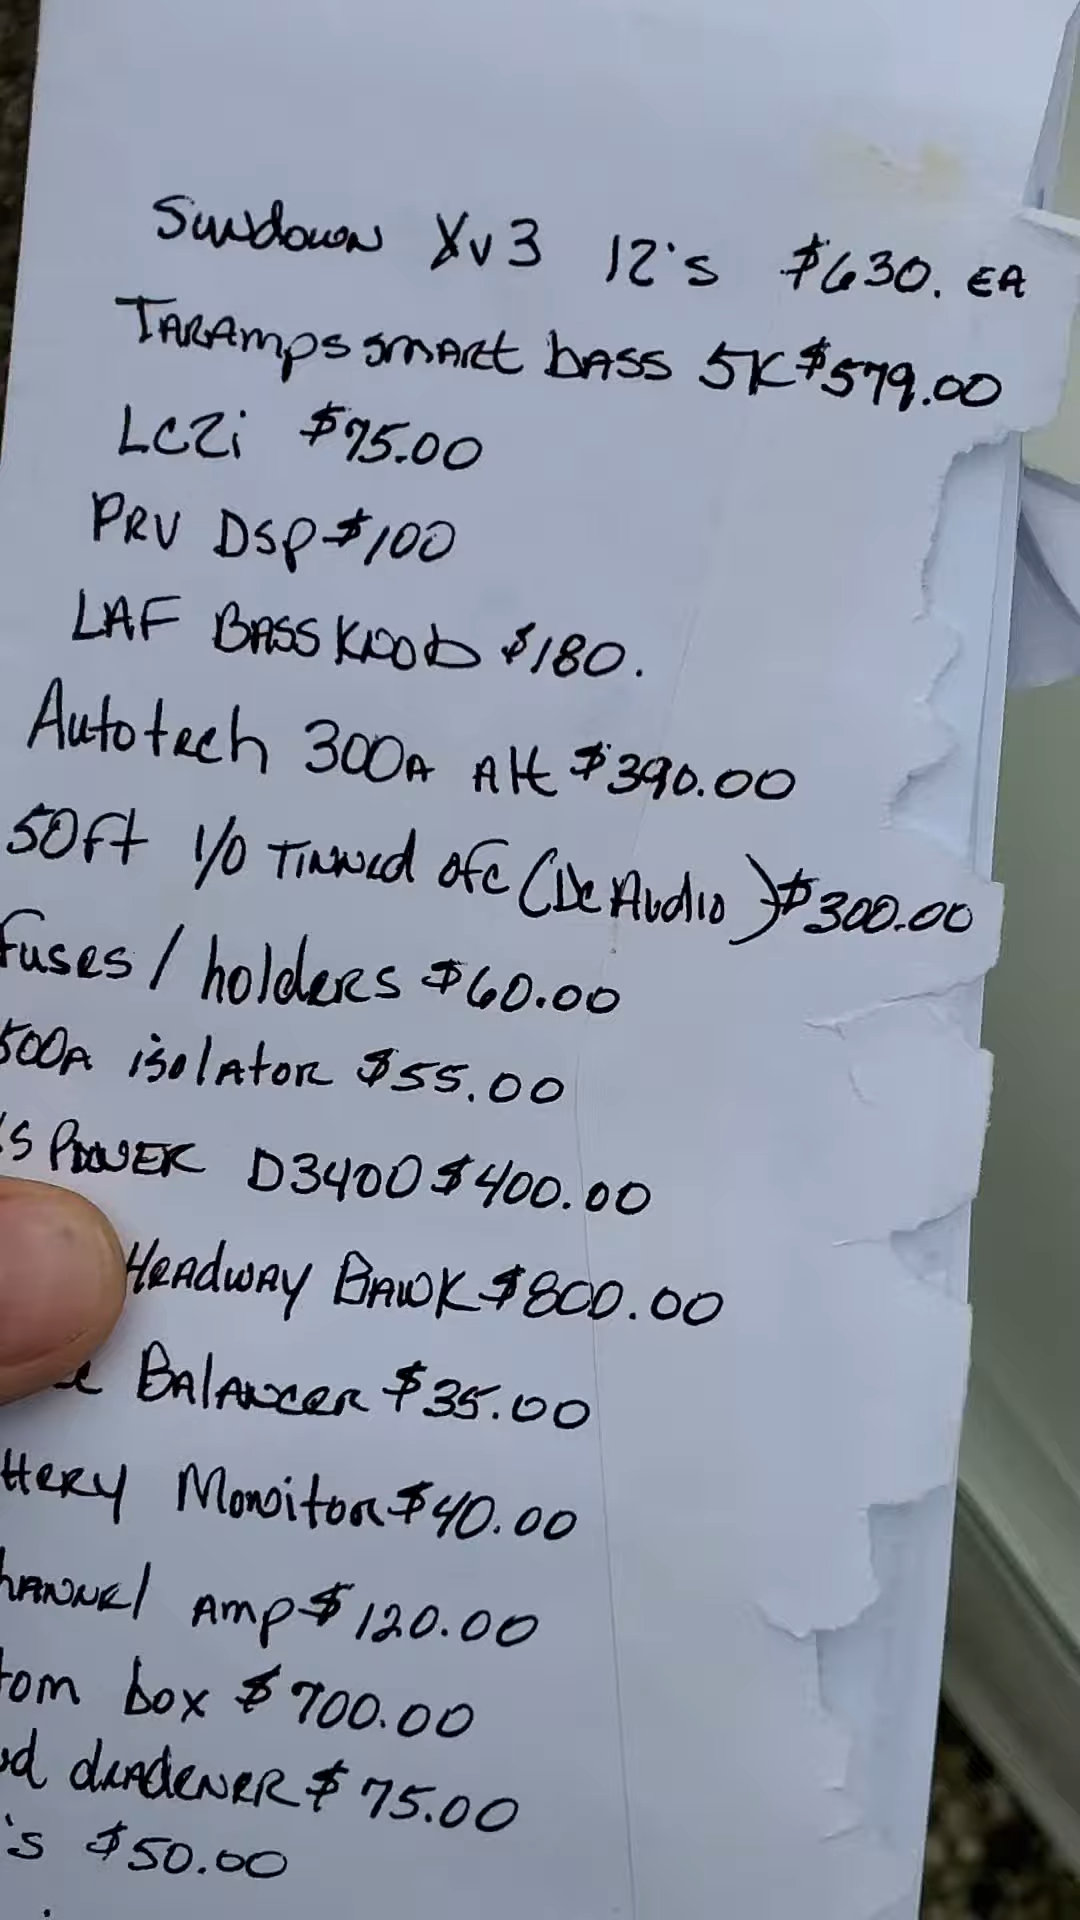 Sundown Xv3 12's $630. EA
TARAmps smart bass 5K $579.00
LC2i $75.00
PRV DSP $100
LAF BASS KNOb $180.
Autotech 300A Alt $390.00
50ft 1/0 TINNed ofc (Dc Audio) $300.00
fuses / holders $60.00
500A isolator $55.00
S POWER D3400 $400.00
HEADWAY BANK $800.00
BALANCER $35.00
ttery Monitor $40.00
hANNEl Amp $120.00
tom box $700.00
d deadener $75.00
's $50.00